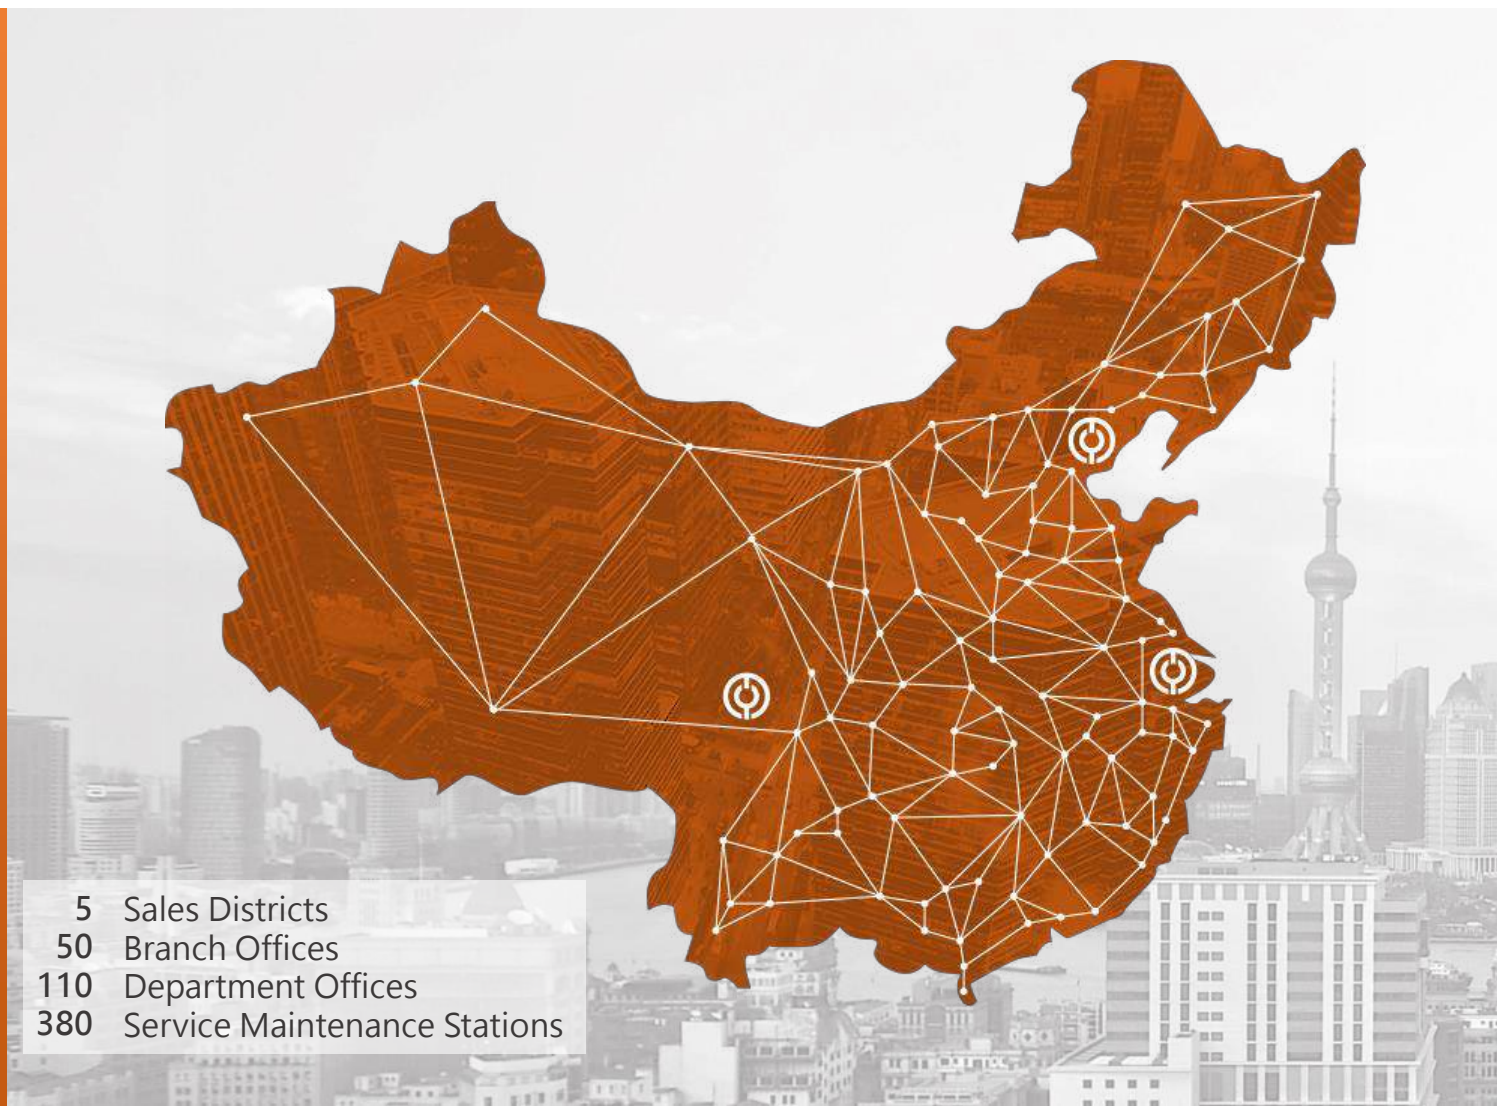 5 Sales Districts
50 Branch Offices
110 Department Offices
380 Service Maintenance Stations